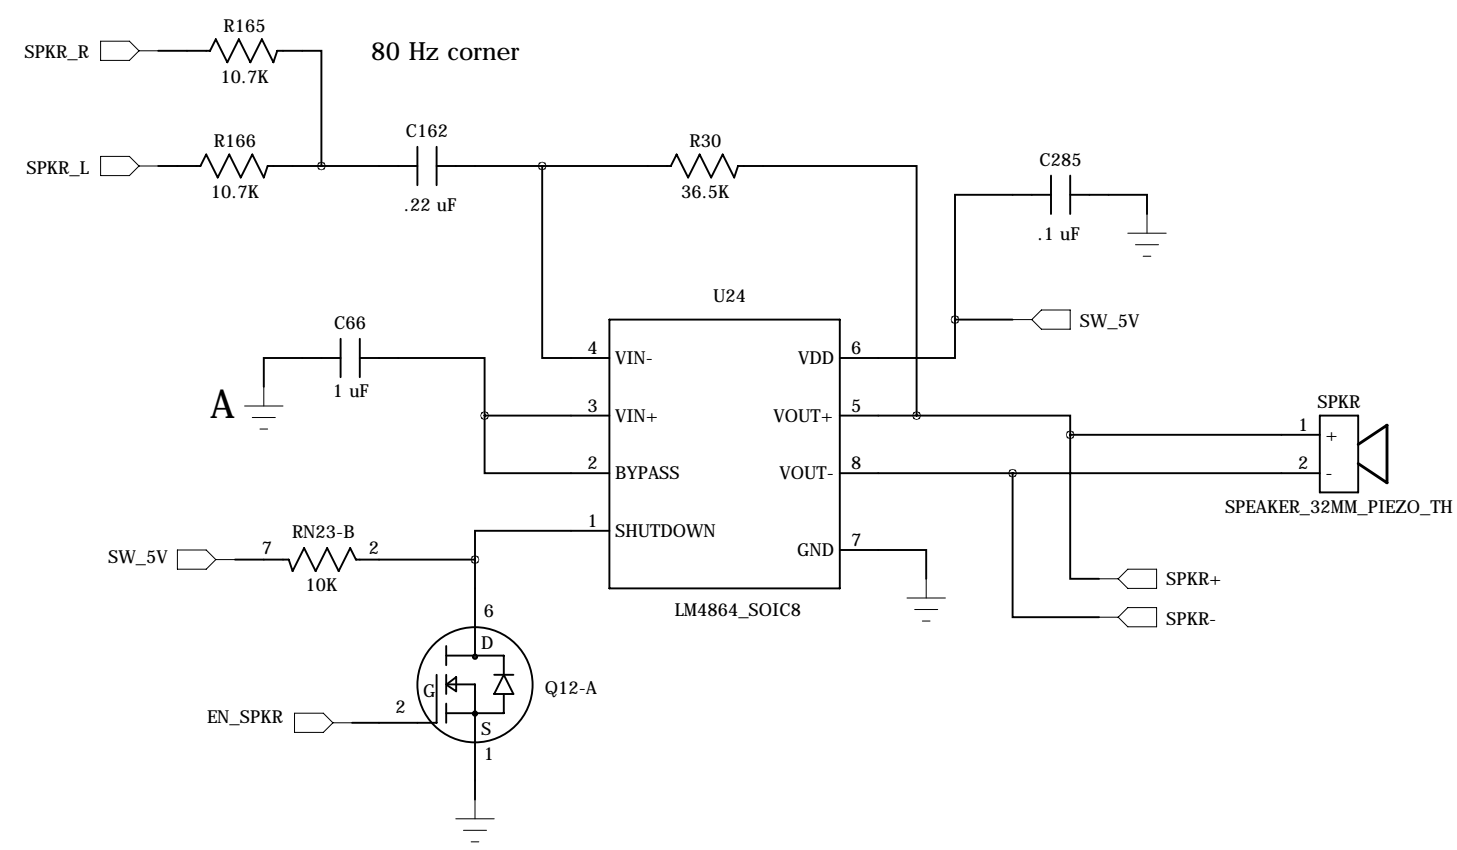 R165
SPKR_R
10.7K
80 Hz corner
R166
SPKR_L
10.7K
C162
.22 uF
R30
36.5K
C285
.1 uF
U24
SW_5V
C66
1 uF
A
4 VIN-
VDD 6
3 VIN+
VOUT+ 5
2 BYPASS
VOUT- 8
1 SHUTDOWN
GND 7
LM4864_SOIC8
SPKR
1 +
2 -
SPEAKER_32MM_PIEZO_TH
SPKR+
SPKR-
RN23-B
SW_5V 7 2
10K
6
D
G
Q12-A
EN_SPKR 2
S
1